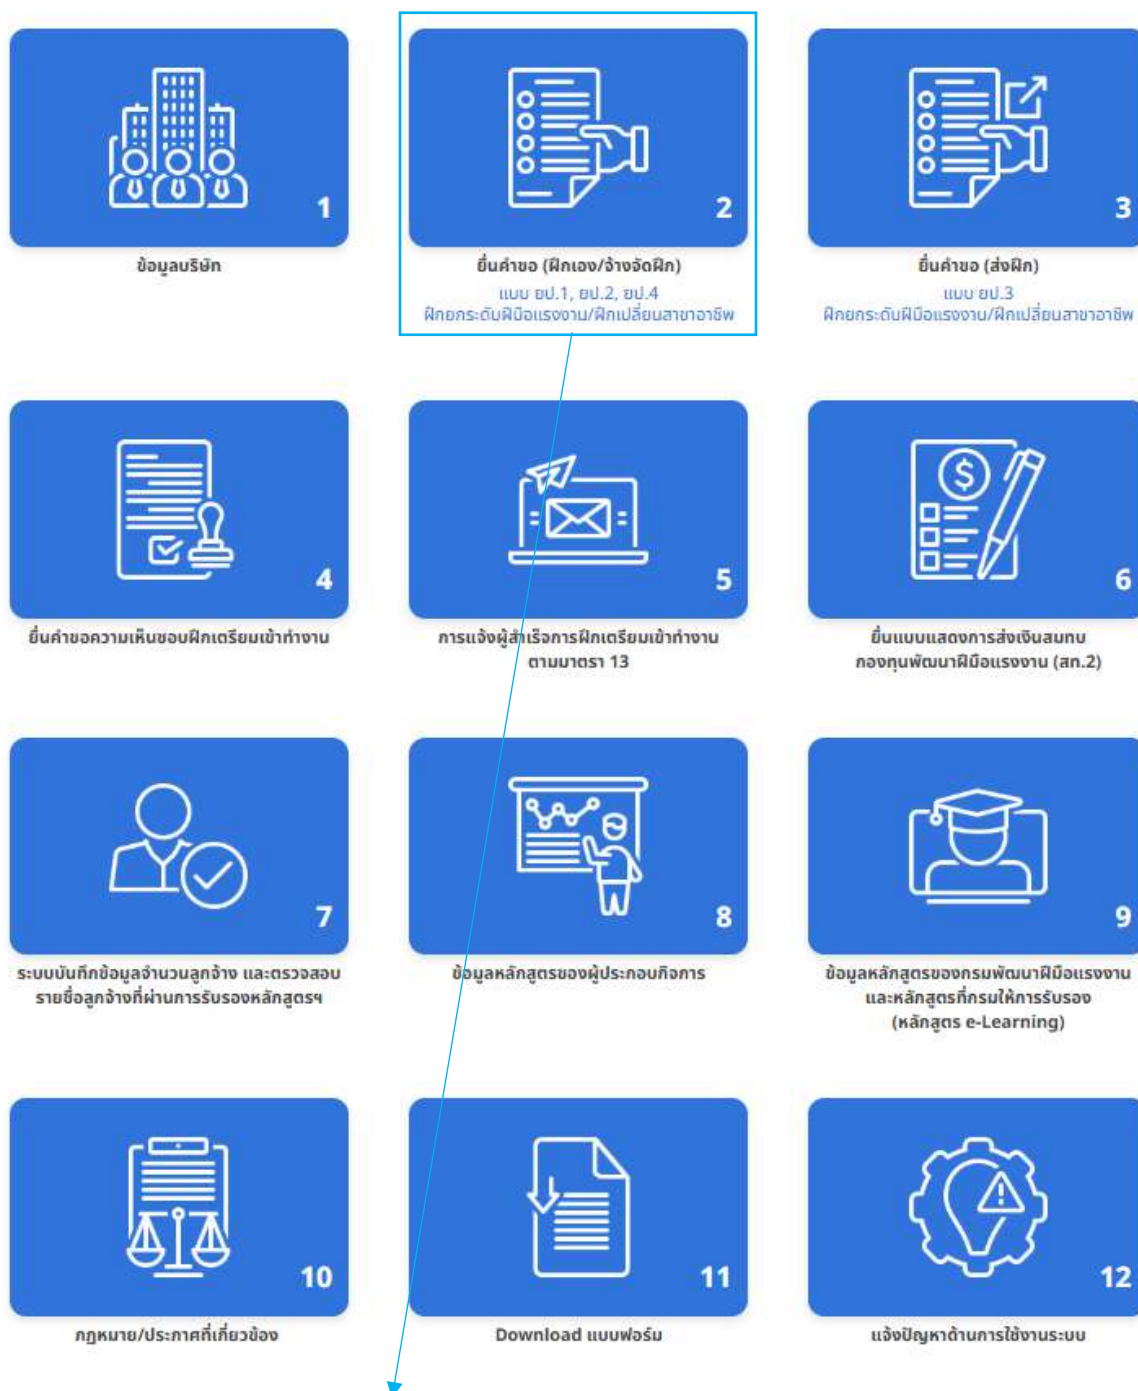 1
ข้อมูลบริษัท
2
ยื่นคำขอ (ฝึกเอง/จ้างจัดฝึก)
แบบ ยป.1, ยป.2, ยป.4
ฝึกยกระดับฝีมือแรงงาน/ฝึกเปลี่ยนสาขาอาชีพ
3
ยื่นคำขอ (ส่งฝึก)
แบบ ยป.3
ฝึกยกระดับฝีมือแรงงาน/ฝึกเปลี่ยนสาขาอาชีพ
4
ยื่นคำขอความเห็นชอบฝึกเตรียมเข้าทำงาน
5
การแจ้งผู้สำเร็จการฝึกเตรียมเข้าทำงาน
ตามมาตรา 13
6
ยื่นแบบแสดงการส่งเงินสมทบ
กองทุนพัฒนาฝีมือแรงงาน (สท.2)
7
ระบบบันทึกข้อมูลจำนวนลูกจ้าง และตรวจสอบ
รายชื่อลูกจ้างที่ผ่านการรับรองหลักสูตรฯ
8
ข้อมูลหลักสูตรของผู้ประกอบกิจการ
9
ข้อมูลหลักสูตรของกรมพัฒนาฝีมือแรงงาน
และหลักสูตรที่กรมให้การรับรอง
(หลักสูตร e-Learning)
10
กฎหมาย/ประกาศที่เกี่ยวข้อง
11
Download แบบฟอร์ม
12
แจ้งปัญหาด้านการใช้งานระบบ